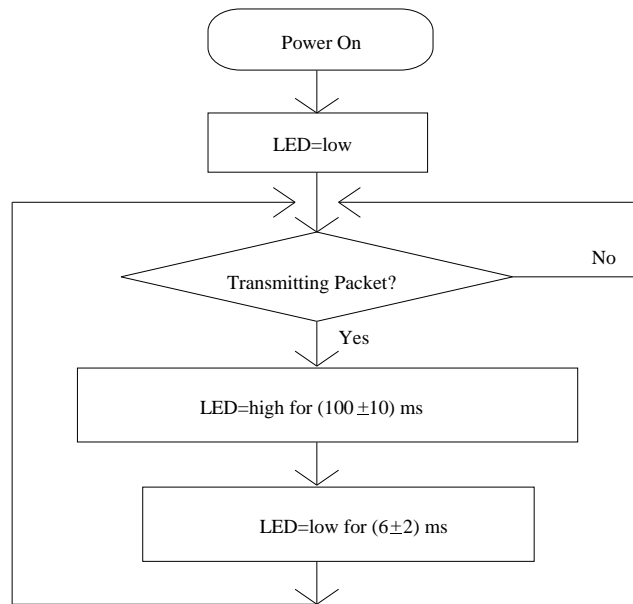 Power On
LED=low
Transmitting Packet?
No
Yes
LED=high for (100±10) ms
LED=low for (6±2) ms